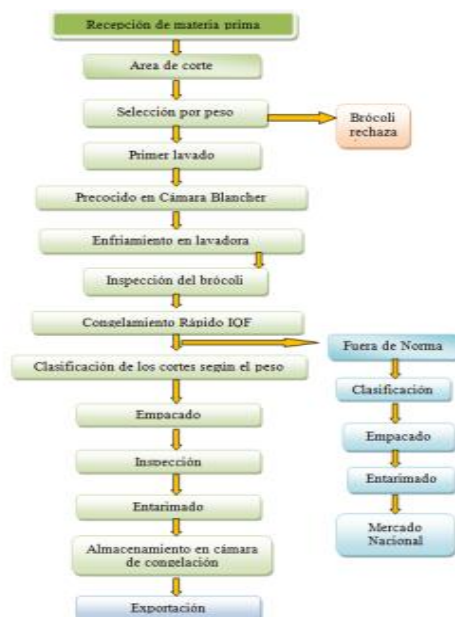 Recepción de materia prima
Area de corte
Selección por peso
Brócoli
rechaza
Primer lavado
Precocido en Cámara Blancher
Enfriamiento en lavadora
Inspección del brócoli
Congelamiento Rápido IQF
Fuera de Norma
Clasificación de los cortes según el peso
Clasificación
Empacado
Empacado
Inspección
Entarimado
Entarimado
Mercado
Nacional
Almacenamiento en cámara
de congelación
Exportación